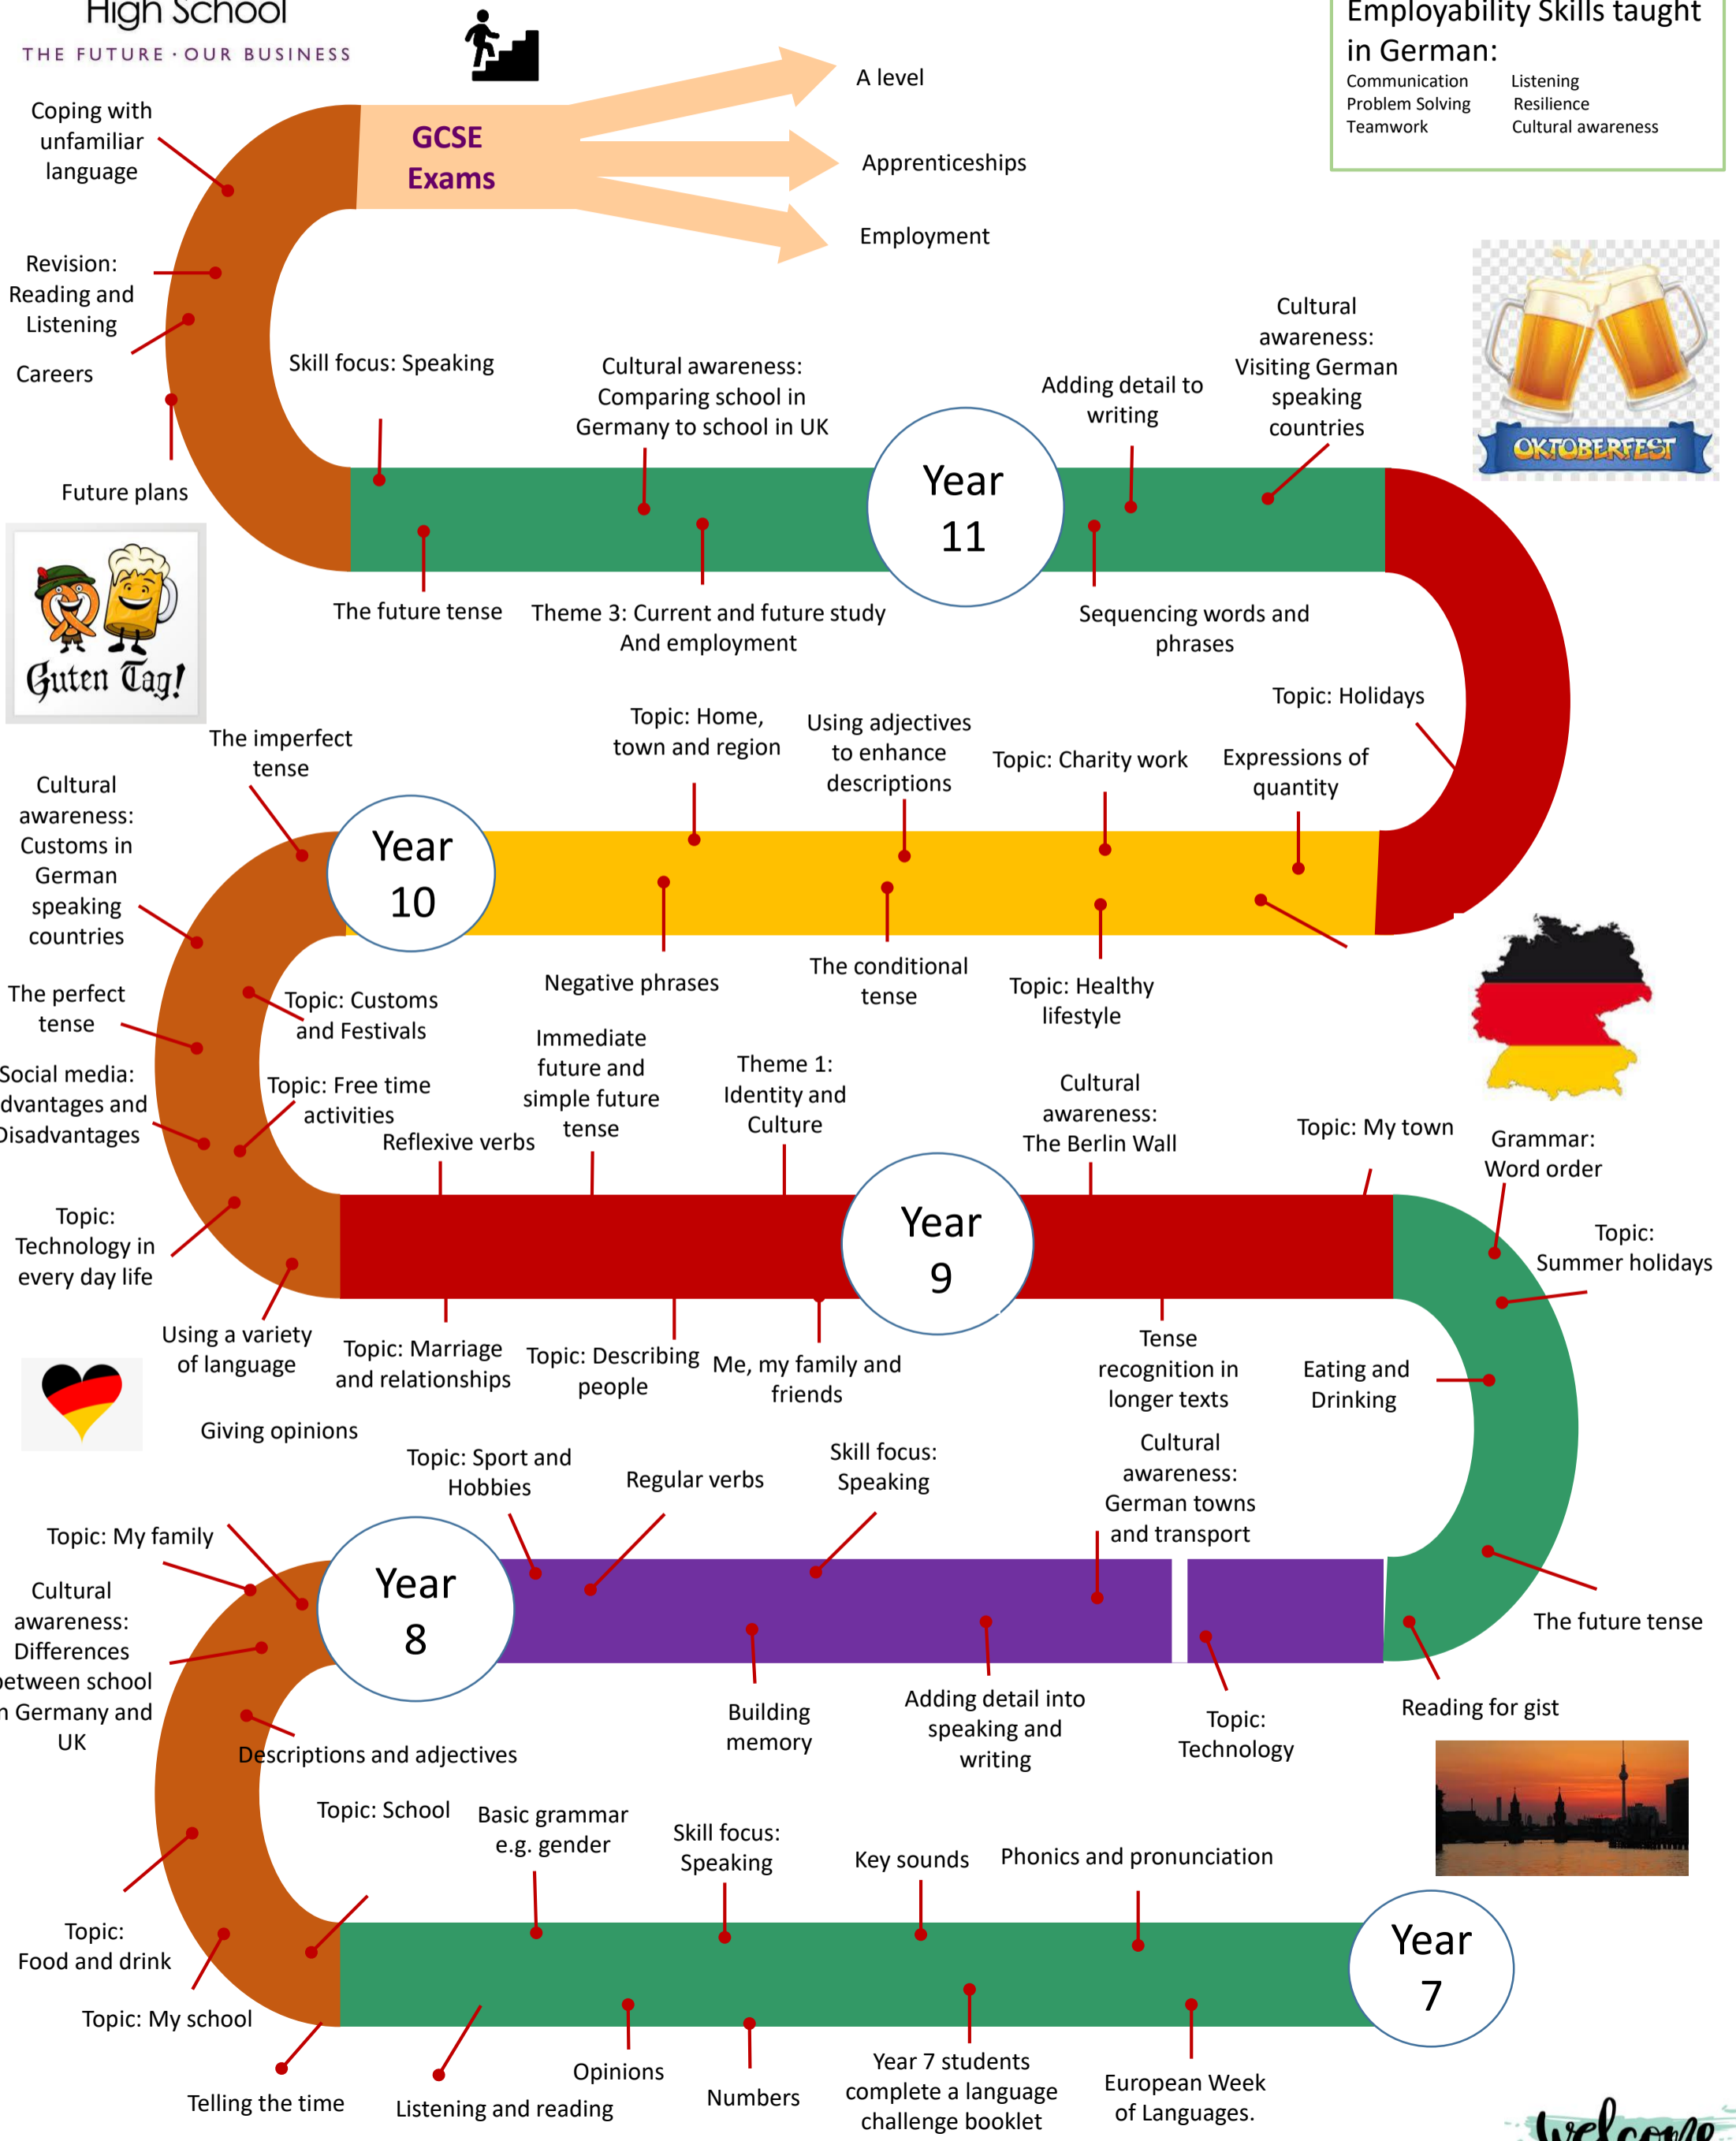 High School
THE FUTURE · OUR BUSINESS
Employability Skills taught
in German:
Communication Listening
Problem Solving Resilience
Teamwork Cultural awareness
A level
Apprenticeships
Employment
GCSE
Exams
Coping with
unfamiliar
language
Revision:
Reading and
Listening
Careers
Future plans
Skill focus: Speaking
Cultural awareness:
Comparing school in
Germany to school in UK
Adding detail to
writing
Cultural
awareness:
Visiting German
speaking
countries
OKTOBERFEST
Year
11
The future tense
Theme 3: Current and future study
And employment
Sequencing words and
phrases
Guten Tag!
Topic: Holidays
The imperfect
tense
Topic: Home,
town and region
Using adjectives
to enhance
descriptions
Topic: Charity work
Expressions of
quantity
Cultural
awareness:
Customs in
German
speaking
countries
Year
10
Negative phrases
The conditional
tense
Topic: Healthy
lifestyle
The perfect
tense
Topic: Customs
and Festivals
Social media:
dvantages and
Disadvantages
Topic: Free time
activities
Reflexive verbs
Immediate
future and
simple future
tense
Theme 1:
Identity and
Culture
Cultural
awareness:
The Berlin Wall
Topic: My town
Grammar:
Word order
Topic:
Summer holidays
Topic:
Technology in
every day life
Year
9
Using a variety
of language
Topic: Marriage
and relationships
Topic: Describing
people
Me, my family and
friends
Tense
recognition in
longer texts
Eating and
Drinking
Giving opinions
Topic: Sport and
Hobbies
Regular verbs
Skill focus:
Speaking
Cultural
awareness:
German towns
and transport
Topic: My family
Year
8
Cultural
awareness:
Differences
between school
n Germany and
UK
The future tense
Building
memory
Adding detail into
speaking and
writing
Topic:
Technology
Reading for gist
Descriptions and adjectives
Topic: School
Basic grammar
e.g. gender
Skill focus:
Speaking
Key sounds
Phonics and pronunciation
Topic:
Food and drink
Year
7
Topic: My school
Telling the time
Listening and reading
Opinions
Numbers
Year 7 students
complete a language
challenge booklet
European Week
of Languages.
welcome